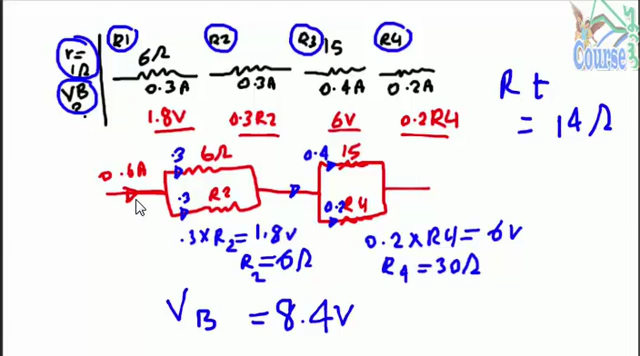 r=
1Ω
VB
?
R1 R2 R3 R4
6Ω 15
0.3A 0.3A 0.4A 0.2A
1.8V 0.3R2 6V 0.2R4
Rt
= 14Ω
0.6A .3 6Ω 0.4 15
.3 R2 0.2 R4
.3×R2=1.8v
R2=6Ω
0.2×R4=6V
R4=30Ω
VB =8.4V
Course